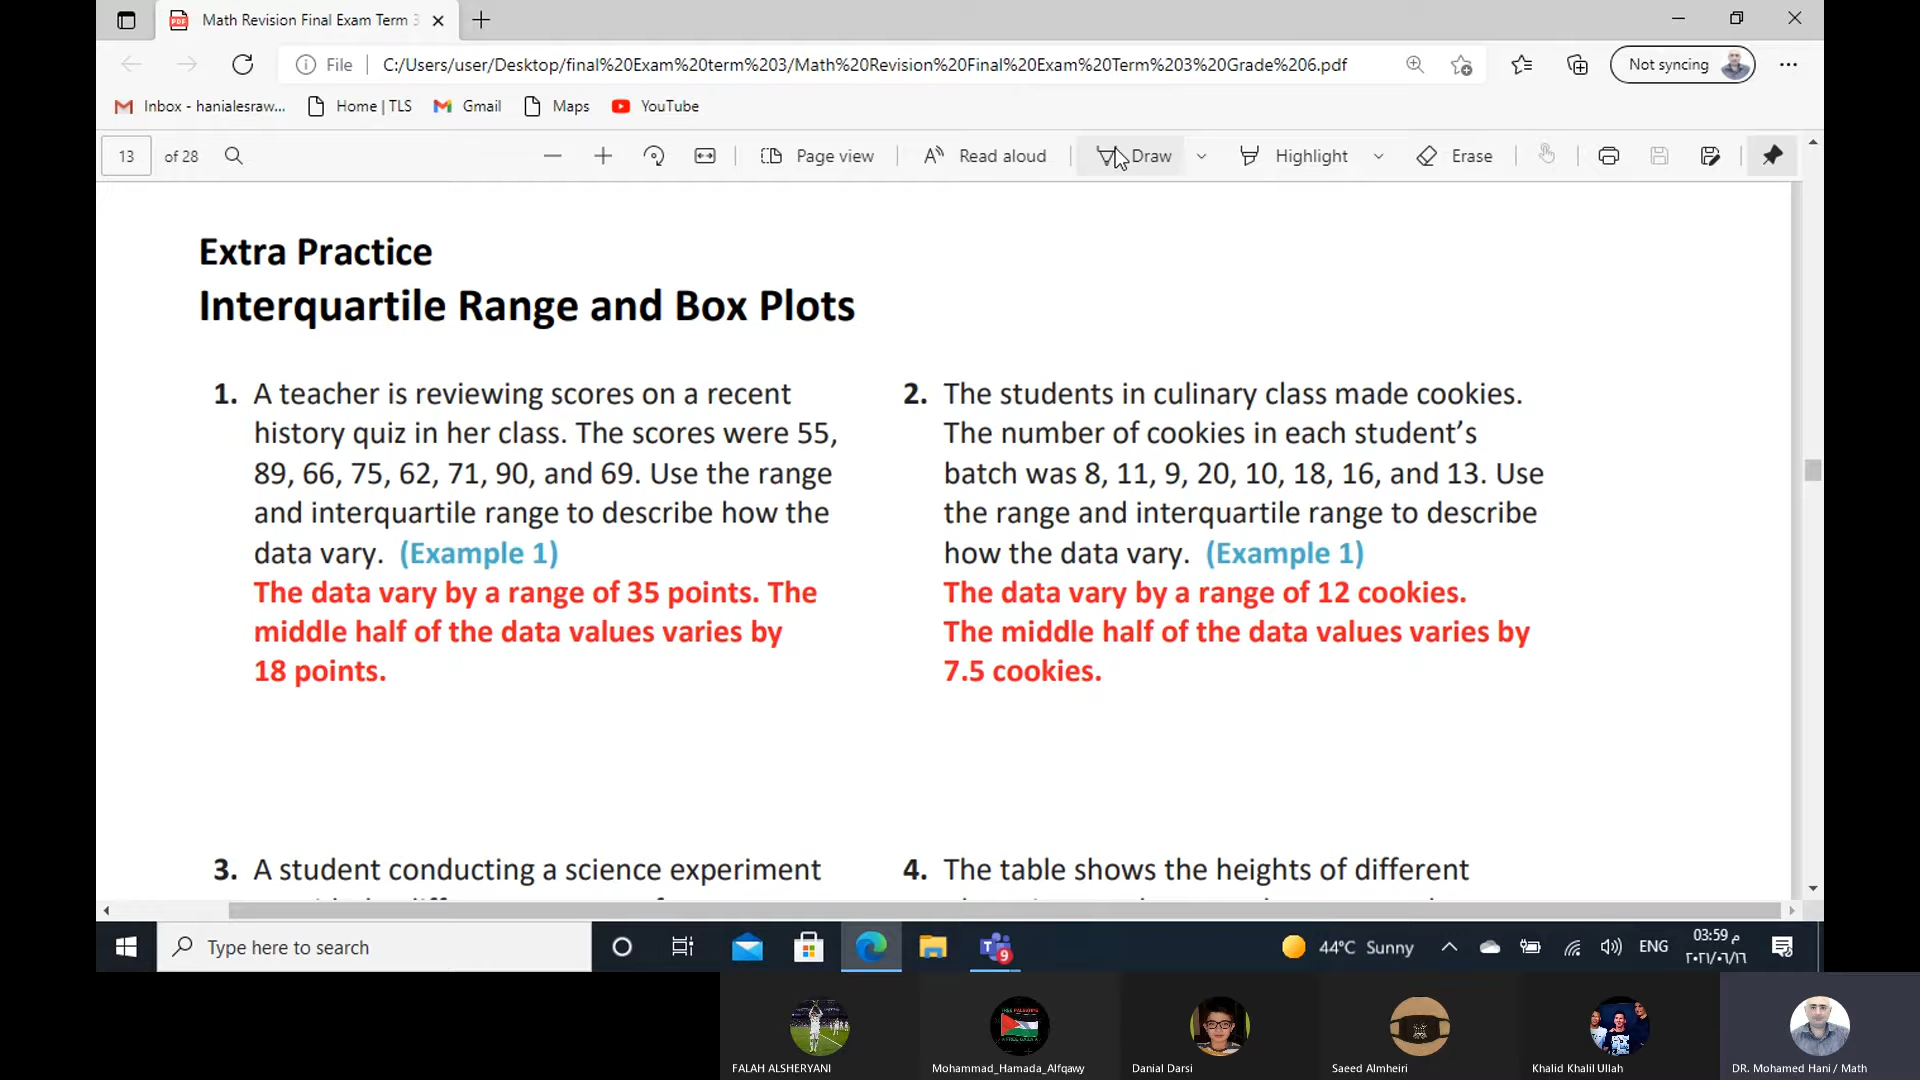 Math Revision Final Exam Term 3
File C:/Users/user/Desktop/final%20Exam%20term%203/Math%20Revision%20Final%20Exam%20Term%203%20Grade%206.pdf Not syncing
Inbox - hanialesraw... Home | TLS Gmail Maps YouTube
13 of 28 Page view Read aloud Draw Highlight Erase
Extra Practice
Interquartile Range and Box Plots
1. A teacher is reviewing scores on a recent
history quiz in her class. The scores were 55,
89, 66, 75, 62, 71, 90, and 69. Use the range
and interquartile range to describe how the
data vary. (Example 1)
The data vary by a range of 35 points. The
middle half of the data values varies by
18 points.
2. The students in culinary class made cookies.
The number of cookies in each student's
batch was 8, 11, 9, 20, 10, 18, 16, and 13. Use
the range and interquartile range to describe
how the data vary. (Example 1)
The data vary by a range of 12 cookies.
The middle half of the data values varies by
7.5 cookies.
3. A student conducting a science experiment
4. The table shows the heights of different
Type here to search 9 44°C Sunny ENG 03:59 م
٢٠٢١/٠٦/١٦
FALAH ALSHERYANI Mohammad_Hamada_Alfqawy Danial Darsi Saeed Almheiri Khalid Khalil Ullah DR. Mohamed Hani / Math